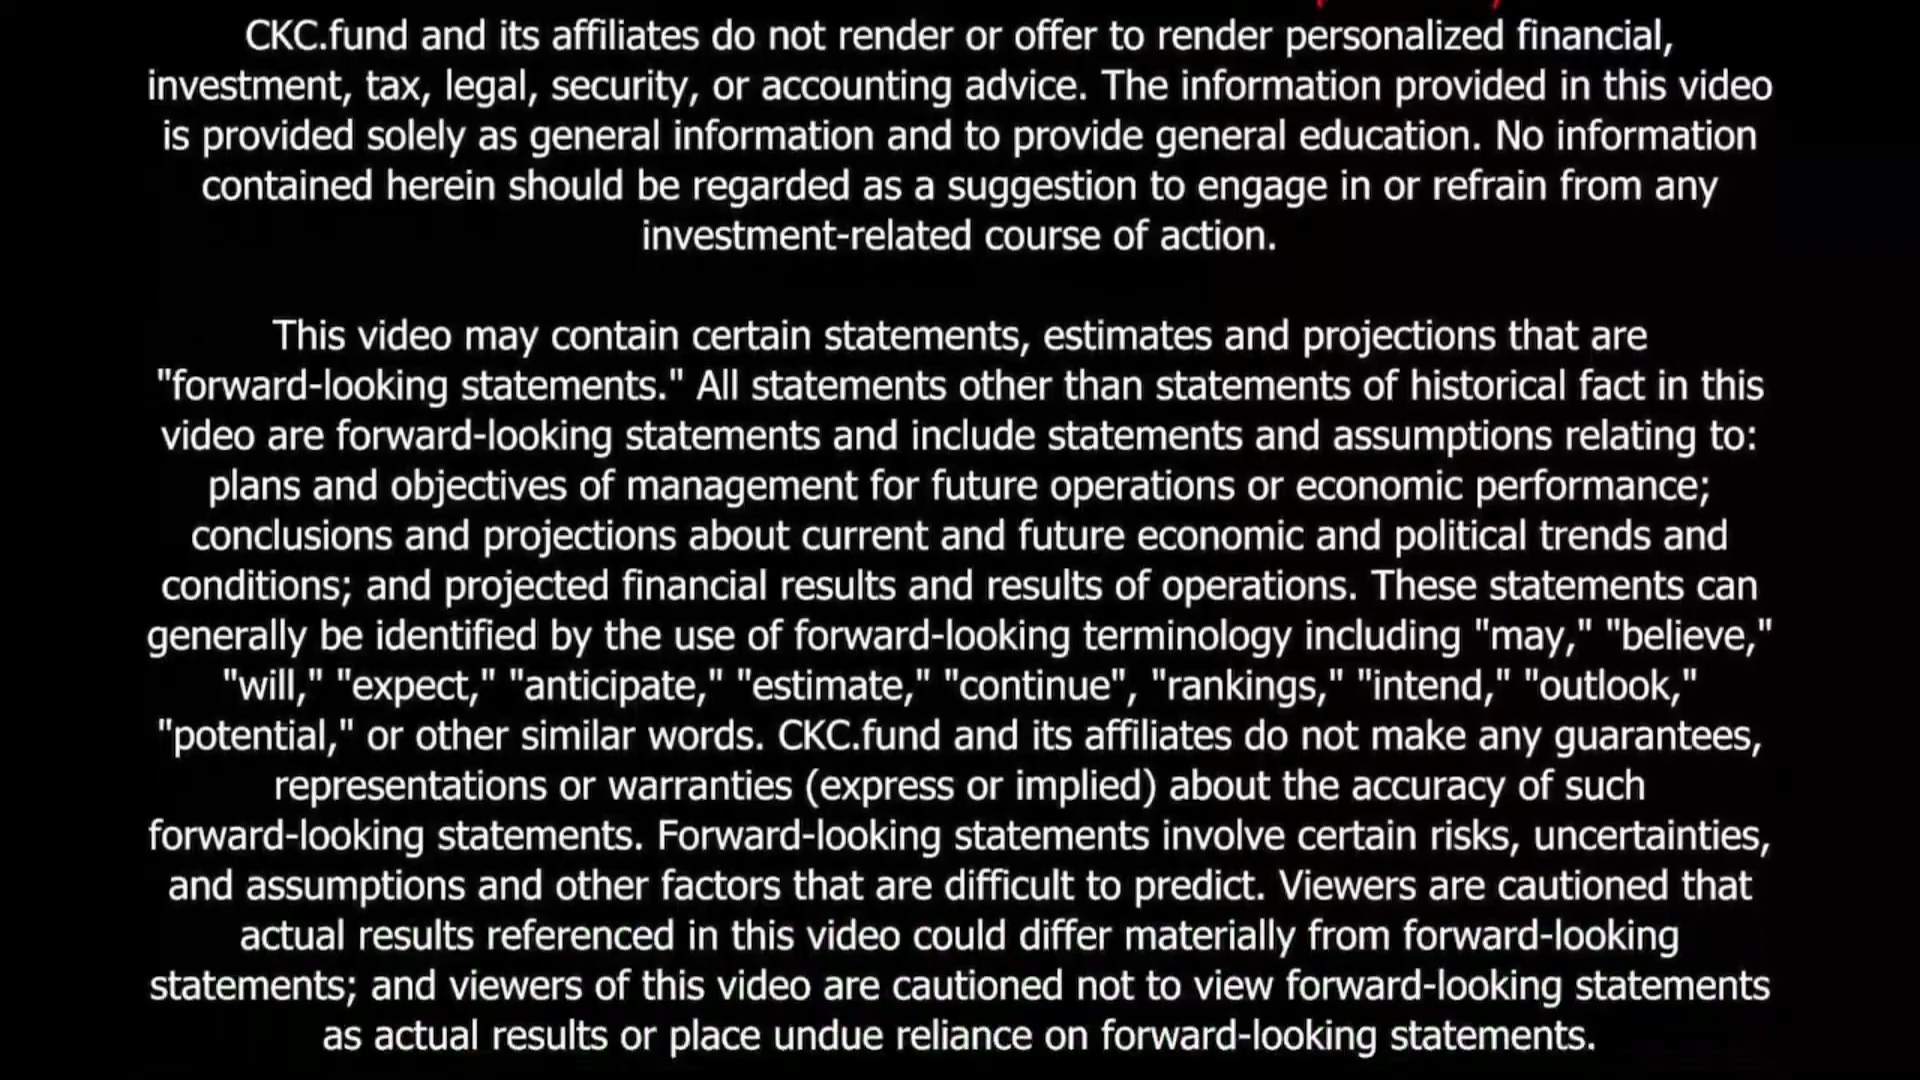 CKC.fund and its affiliates do not render or offer to render personalized financial,
investment, tax, legal, security, or accounting advice. The information provided in this video
is provided solely as general information and to provide general education. No information
contained herein should be regarded as a suggestion to engage in or refrain from any
investment-related course of action.
This video may contain certain statements, estimates and projections that are
"forward-looking statements." All statements other than statements of historical fact in this
video are forward-looking statements and include statements and assumptions relating to:
plans and objectives of management for future operations or economic performance;
conclusions and projections about current and future economic and political trends and
conditions; and projected financial results and results of operations. These statements can
generally be identified by the use of forward-looking terminology including "may," "believe,"
"will," "expect," "anticipate," "estimate," "continue", "rankings," "intend," "outlook,"
"potential," or other similar words. CKC.fund and its affiliates do not make any guarantees,
representations or warranties (express or implied) about the accuracy of such
forward-looking statements. Forward-looking statements involve certain risks, uncertainties,
and assumptions and other factors that are difficult to predict. Viewers are cautioned that
actual results referenced in this video could differ materially from forward-looking
statements; and viewers of this video are cautioned not to view forward-looking statements
as actual results or place undue reliance on forward-looking statements.